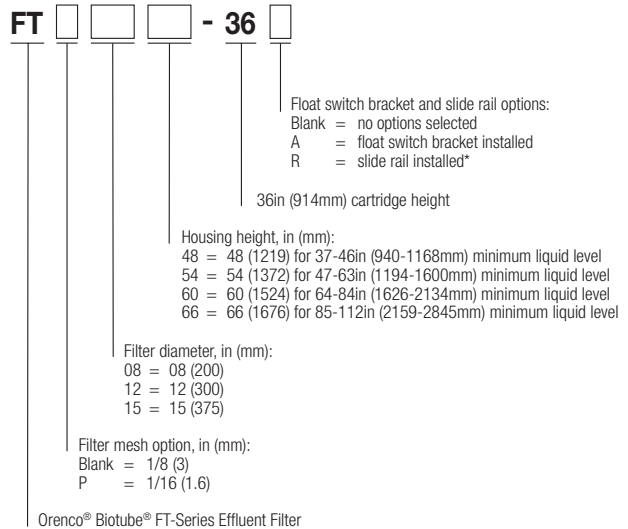 FT - 36
Float switch bracket and slide rail options:
Blank = no options selected
A = float switch bracket installed
R = slide rail installed*
36in (914mm) cartridge height
Housing height, in (mm):
48 = 48 (1219) for 37-46in (940-1168mm) minimum liquid level
54 = 54 (1372) for 47-63in (1194-1600mm) minimum liquid level
60 = 60 (1524) for 64-84in (1626-2134mm) minimum liquid level
66 = 66 (1676) for 85-112in (2159-2845mm) minimum liquid level
Filter diameter, in (mm):
08 = 08 (200)
12 = 12 (300)
15 = 15 (375)
Filter mesh option, in (mm):
Blank = 1/8 (3)
P = 1/16 (1.6)
Orenco® Biotube® FT-Series Effluent Filter